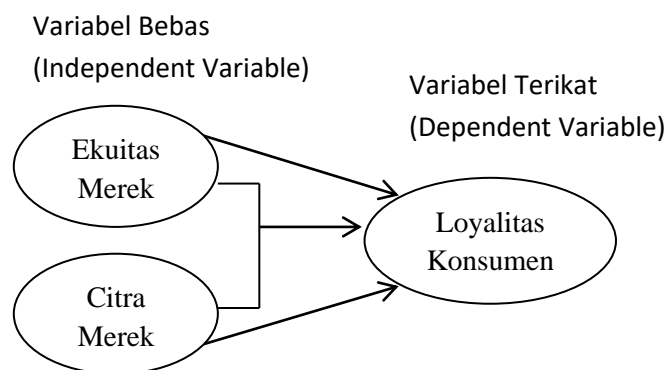 Variabel Bebas
(Independent Variable)
Variabel Terikat
(Dependent Variable)
Ekuitas
Merek
Loyalitas
Konsumen
Citra
Merek